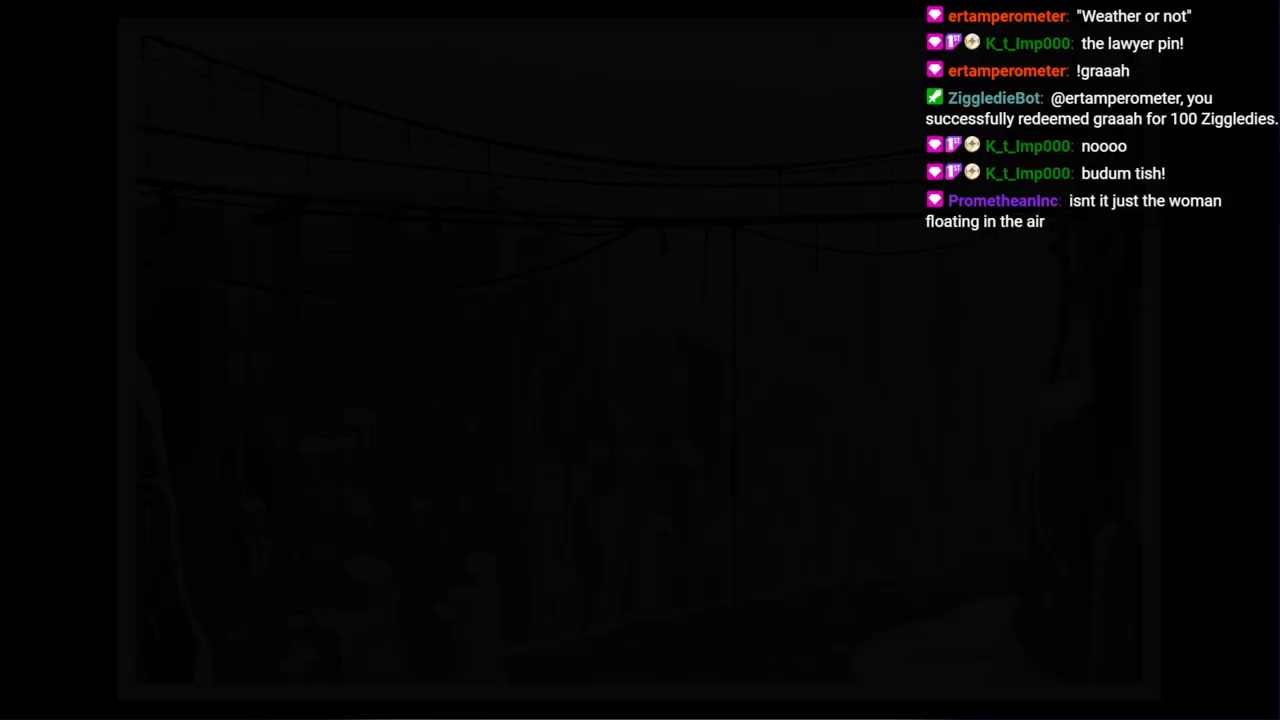 ertamperometer: "Weather or not"
K_t_Imp000: the lawyer pin!
ertamperometer: !graaah
ZiggledieBot: @ertamperometer, you
successfully redeemed graaah for 100 Ziggledies.
K_t_Imp000: noooo
K_t_Imp000: budum tish!
PrometheanInc: isnt it just the woman
floating in the air